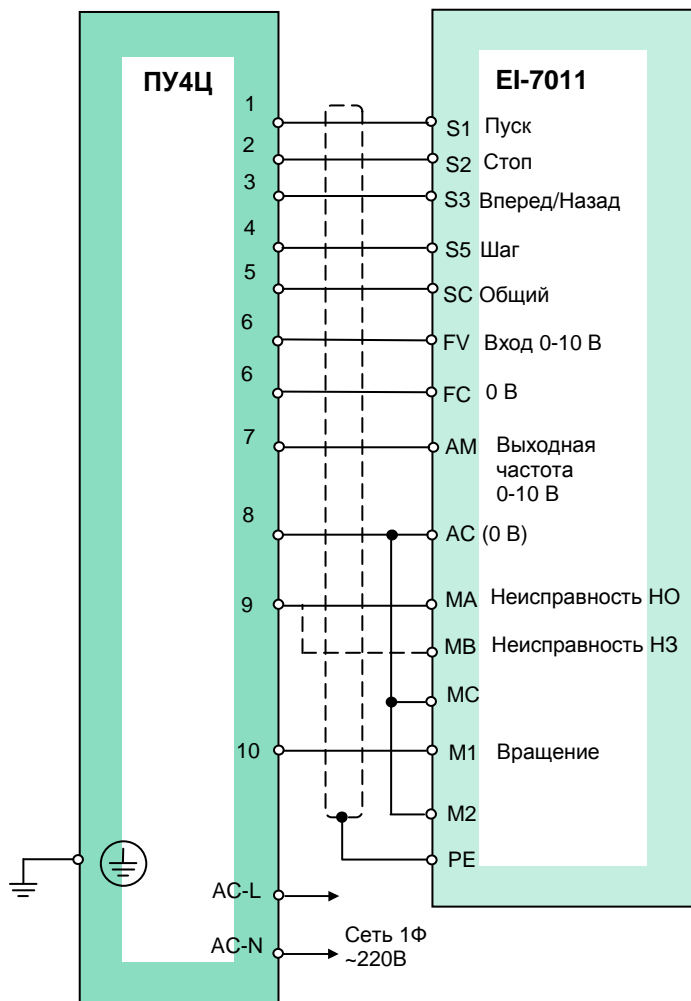 ПУ4Ц
EI-7011
1
S1 Пуск
2
S2 Стоп
3
S3 Вперед/Назад
4
S5 Шаг
5
SC Общий
6
FV Вход 0-10 В
6
FC 0 В
7
AM Выходная
частота
0-10 В
8
AC (0 В)
9
MA Неисправность НО
MB Неисправность НЗ
MC
10
M1 Вращение
M2
PE
AC-L
AC-N
Сеть 1Ф
~220В